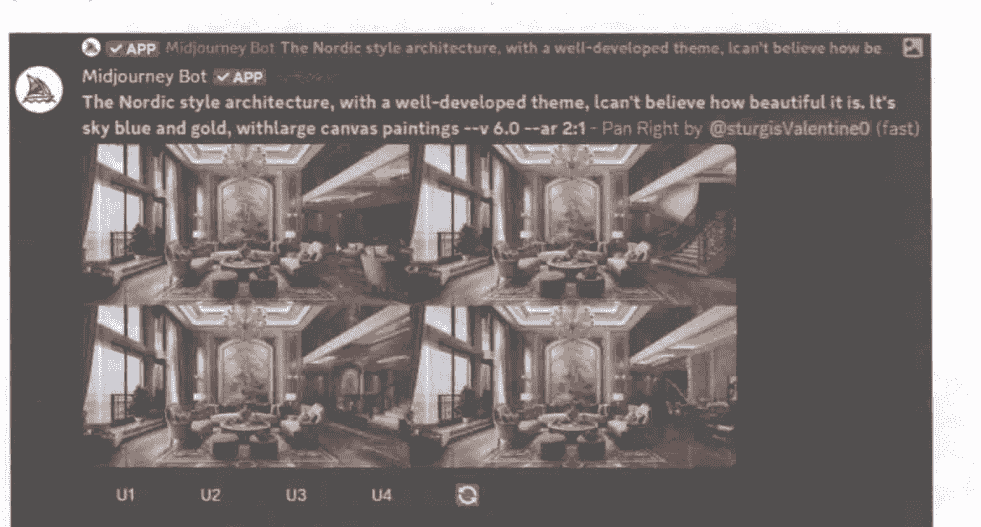 ✓ APP Midjourney Bot The Nordic style architecture, with a well-developed theme, lcan't believe how be
Midjourney Bot ✓ APP
The Nordic style architecture, with a well-developed theme, lcan't believe how beautiful it is. lt's
sky blue and gold, withlarge canvas paintings --v 6.0 --ar 2:1 - Pan Right by @sturgisValentine0 (fast)
U1 U2 U3 U4